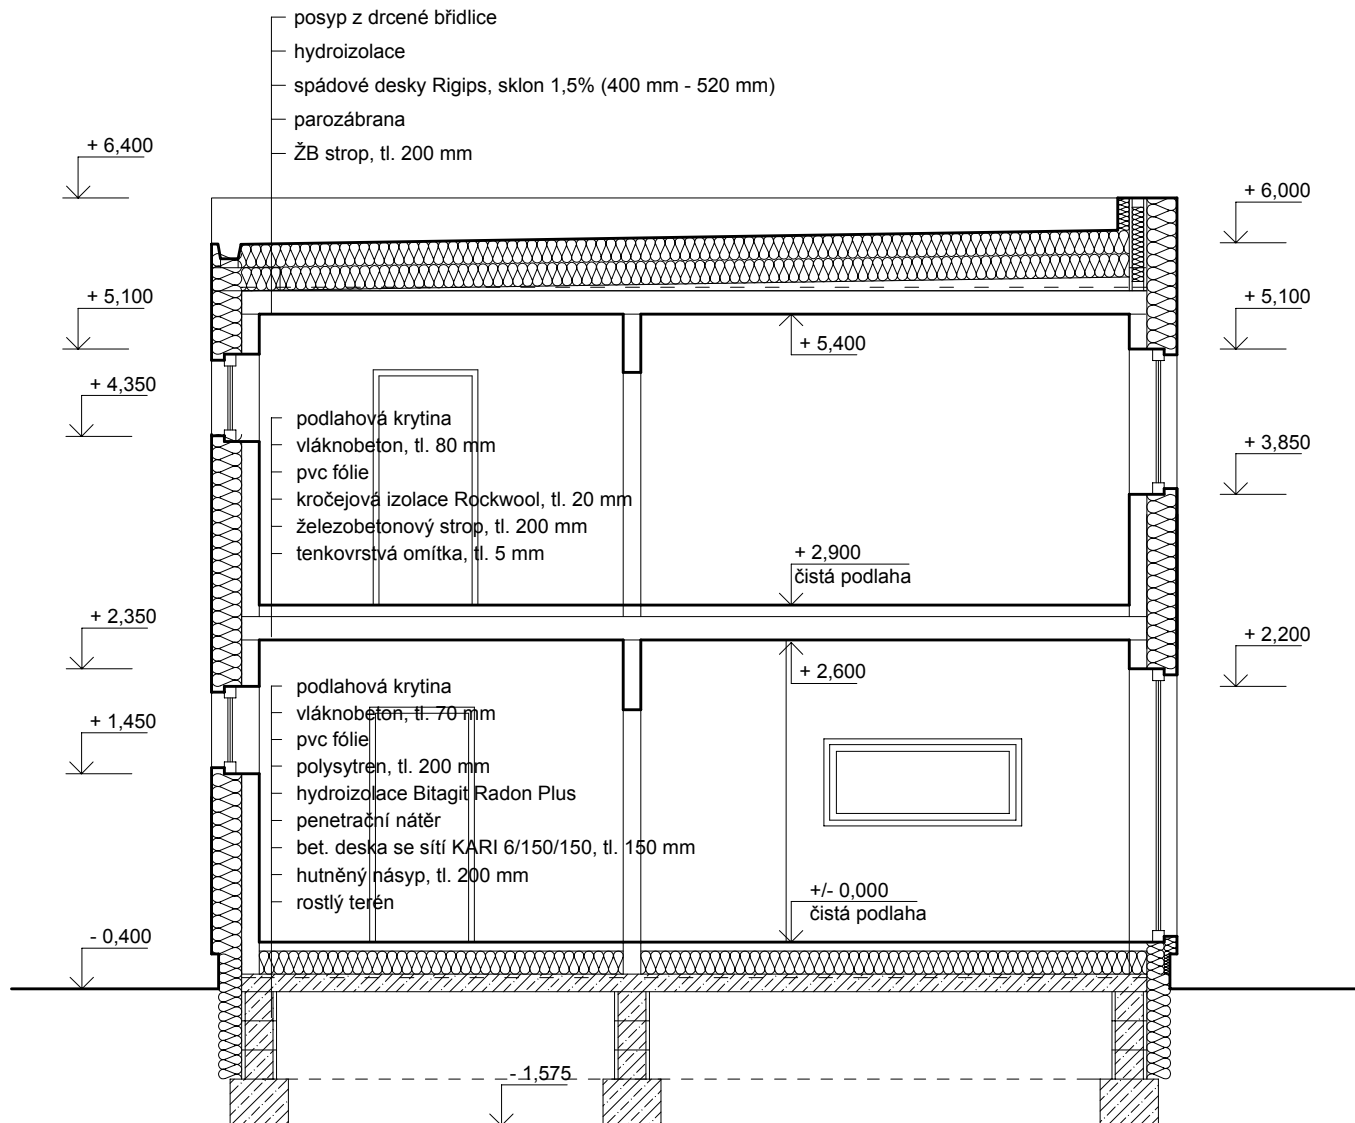 posyp z drcené břidlice
hydroizolace
spádové desky Rigips, sklon 1,5% (400 mm - 520 mm)
parozábrana
ŽB strop, tl. 200 mm
+ 6,400
+ 6,000
+ 5,100
+ 5,100
+ 5,400
+ 4,350
podlahová krytina
vláknobeton, tl. 80 mm
pvc fólie
kročejová izolace Rockwool, tl. 20 mm
železobetonový strop, tl. 200 mm
tenkovrstvá omítka, tl. 5 mm
+ 3,850
+ 2,900
čistá podlaha
+ 2,350
+ 2,200
+ 2,600
podlahová krytina
vláknobeton, tl. 70 mm
pvc fólie
polysytren, tl. 200 mm
hydroizolace Bitagit Radon Plus
penetrační nátěr
bet. deska se sítí KARI 6/150/150, tl. 150 mm
hutněný násyp, tl. 200 mm
rostlý terén
+ 1,450
+/- 0,000
čistá podlaha
- 0,400
- 1,575